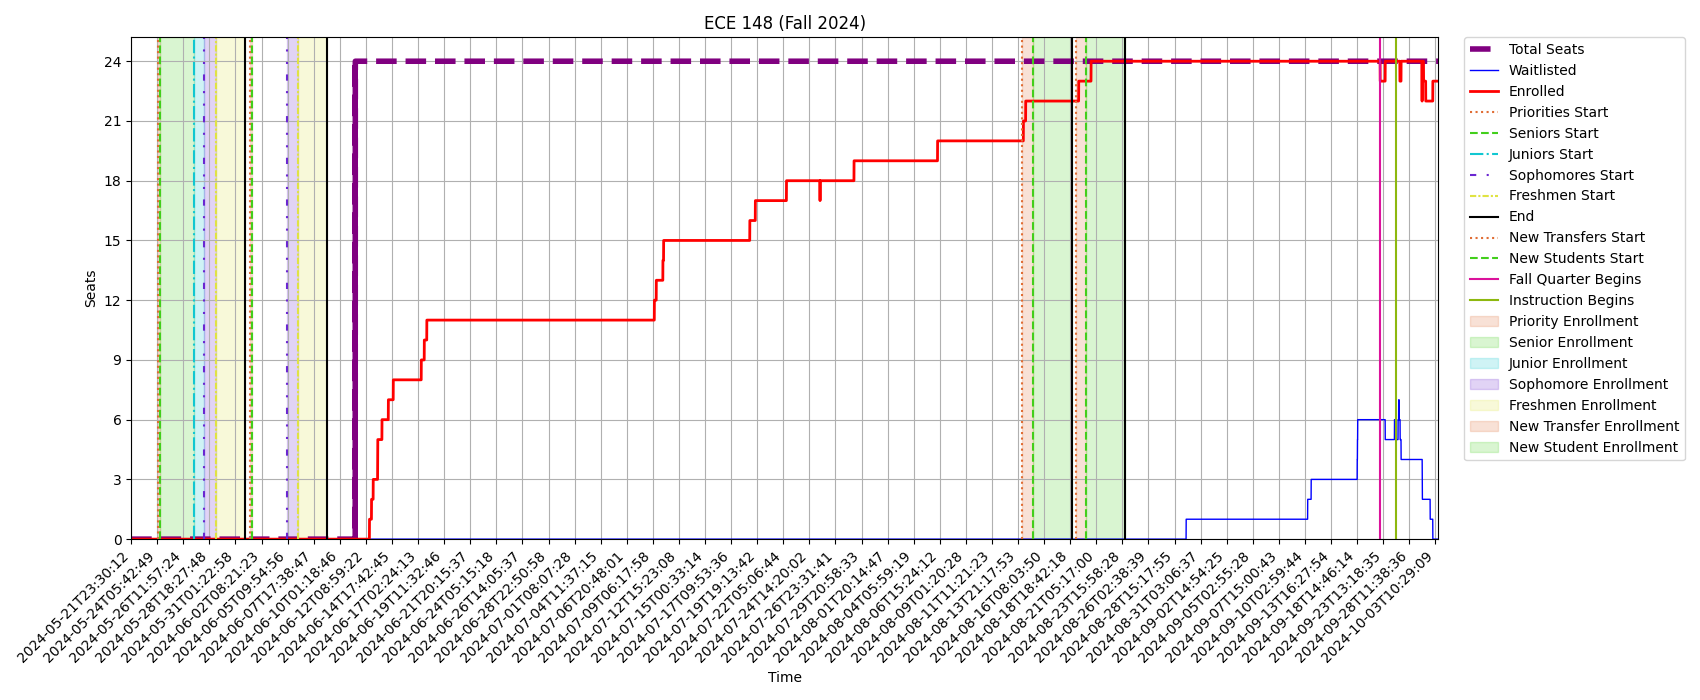 ECE 148 (Fall 2024)
Seats
24
21
18
15
12
9
6
3
0
2024-05-21T23:30:12
2024-05-24T05:42:49
2024-05-26T11:57:24
2024-05-28T18:27:48
2024-05-31T01:22:58
2024-06-02T08:21:23
2024-06-05T09:54:56
2024-06-07T17:38:47
2024-06-10T01:18:46
2024-06-12T08:59:22
2024-06-14T17:42:45
2024-06-17T02:24:13
2024-06-19T11:32:46
2024-06-21T20:15:37
2024-06-24T05:15:18
2024-06-26T14:05:37
2024-06-28T22:50:58
2024-07-01T08:07:28
2024-07-04T11:37:15
2024-07-06T20:48:01
2024-07-09T06:17:58
2024-07-12T15:23:08
2024-07-15T00:33:14
2024-07-17T09:53:36
2024-07-19T19:13:42
2024-07-22T05:06:44
2024-07-24T14:20:02
2024-07-26T23:31:41
2024-07-29T20:58:33
2024-08-01T20:14:47
2024-08-04T05:59:19
2024-08-06T15:24:12
2024-08-09T01:20:28
2024-08-11T11:21:23
2024-08-13T21:17:53
2024-08-16T08:03:50
2024-08-18T18:42:18
2024-08-21T05:17:00
2024-08-23T15:58:28
2024-08-26T02:38:39
2024-08-28T15:17:55
2024-08-31T03:06:37
2024-09-02T14:54:25
2024-09-05T02:55:28
2024-09-07T15:00:43
2024-09-10T02:59:44
2024-09-13T16:27:54
2024-09-18T14:46:14
2024-09-23T13:18:35
2024-09-28T11:38:36
2024-10-03T10:29:09
Time
Total Seats
Waitlisted
Enrolled
Priorities Start
Seniors Start
Juniors Start
Sophomores Start
Freshmen Start
End
New Transfers Start
New Students Start
Fall Quarter Begins
Instruction Begins
Priority Enrollment
Senior Enrollment
Junior Enrollment
Sophomore Enrollment
Freshmen Enrollment
New Transfer Enrollment
New Student Enrollment